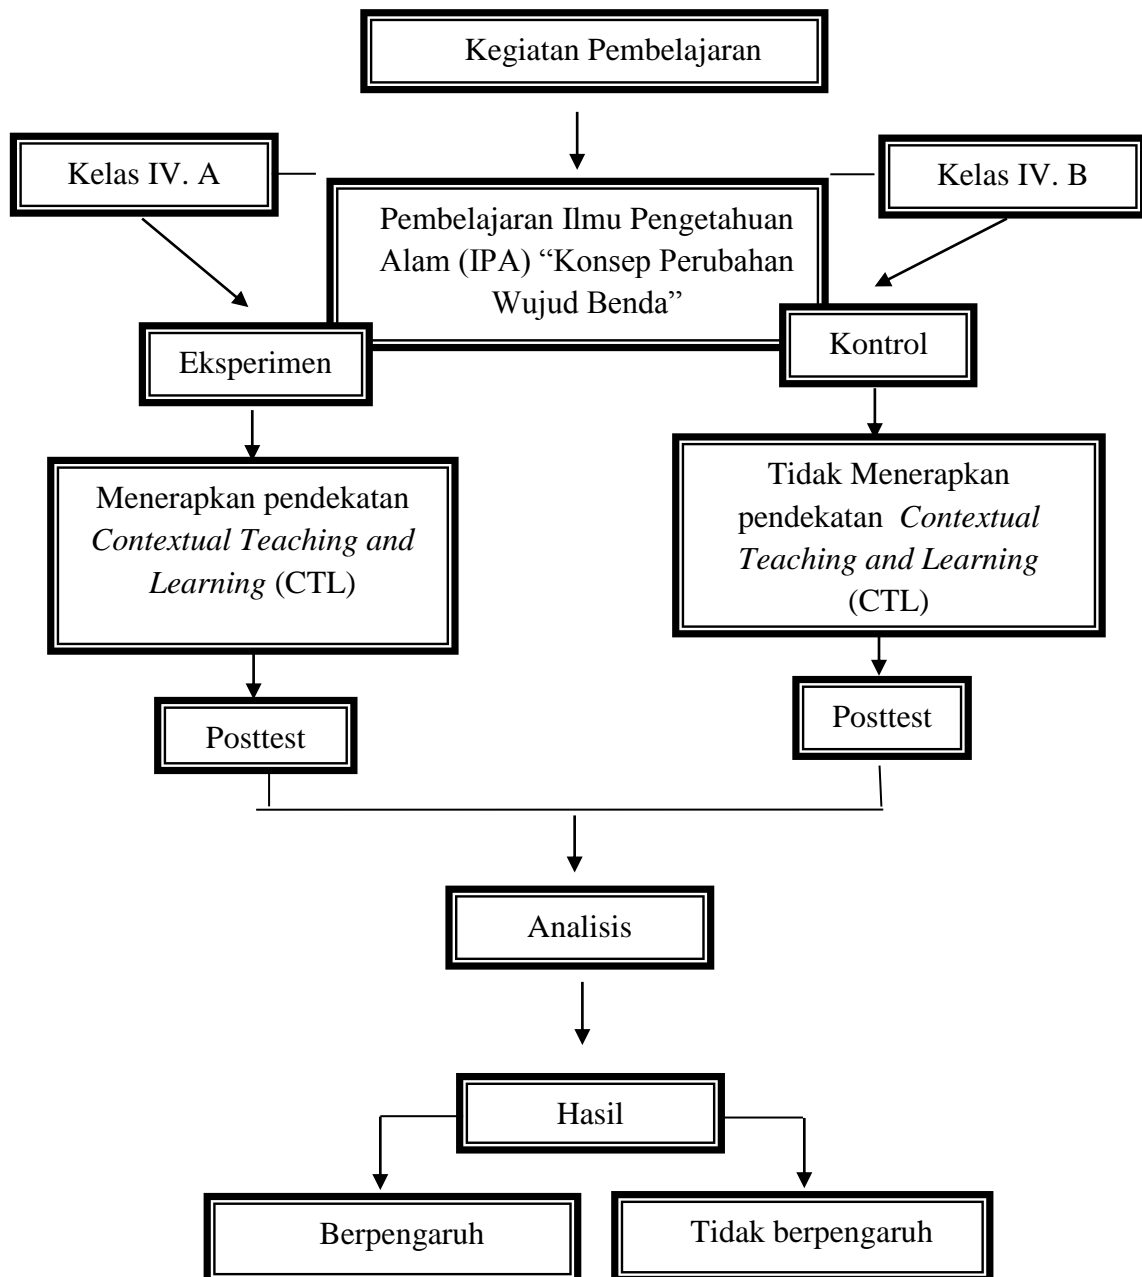 Kegiatan Pembelajaran
Kelas IV. A
Kelas IV. B
Pembelajaran Ilmu Pengetahuan
Alam (IPA) “Konsep Perubahan
Wujud Benda”
Eksperimen
Kontrol
Menerapkan pendekatan
Contextual Teaching and
Learning (CTL)
Tidak Menerapkan
pendekatan Contextual
Teaching and Learning
(CTL)
Posttest
Posttest
Analisis
Hasil
Berpengaruh
Tidak berpengaruh